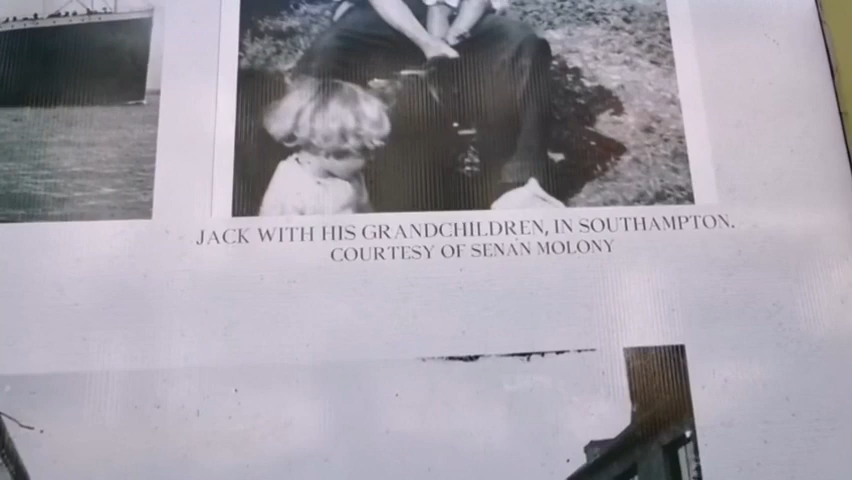 JACK WITH HIS GRANDCHILDREN, IN SOUTHAMPTON.
COURTESY OF SENAN MOLONY